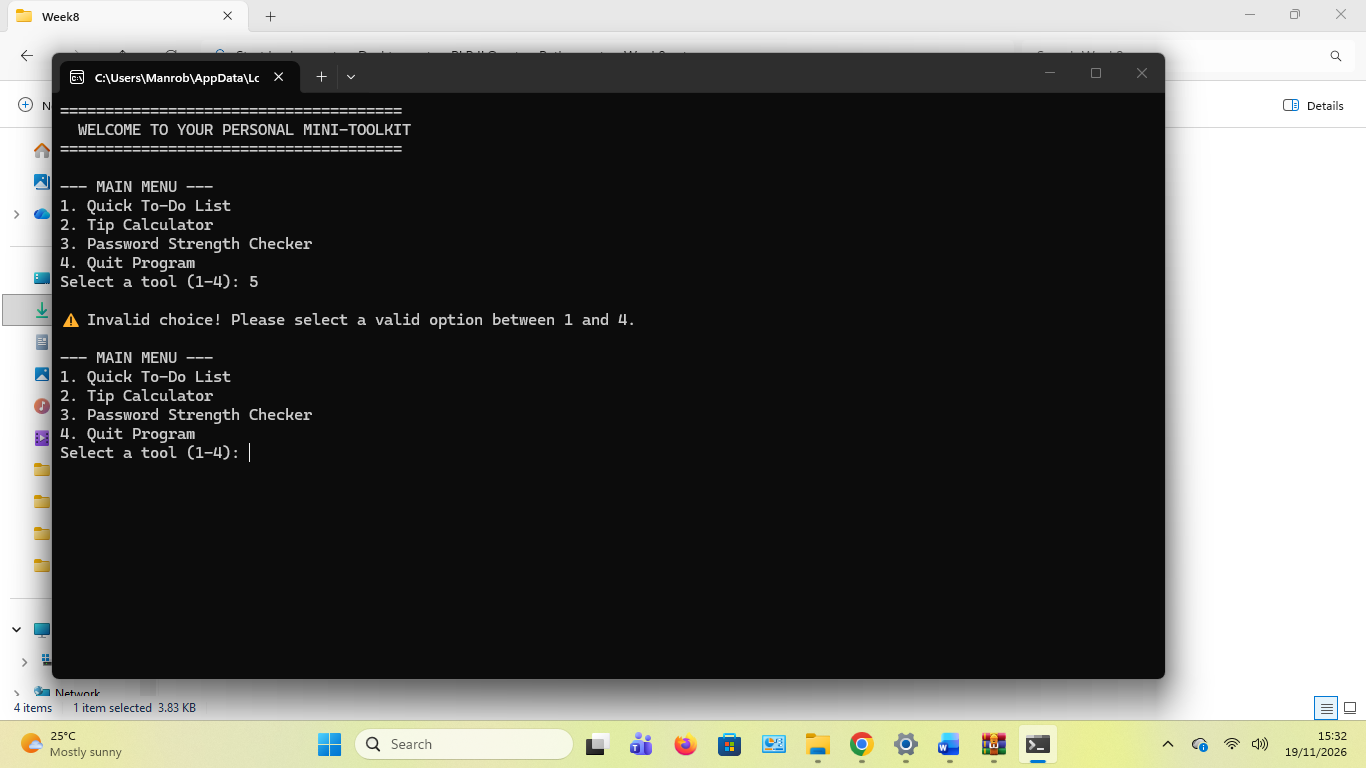 Week8
C:\Users\Manrob\AppData\Lc
Details
======================================
WELCOME TO YOUR PERSONAL MINI-TOOLKIT
======================================
--- MAIN MENU ---
1. Quick To-Do List
2. Tip Calculator
3. Password Strength Checker
4. Quit Program
Select a tool (1-4): 5
⚠ Invalid choice! Please select a valid option between 1 and 4.
--- MAIN MENU ---
1. Quick To-Do List
2. Tip Calculator
3. Password Strength Checker
4. Quit Program
Select a tool (1-4):
Network
4 items 1 item selected 3.83 KB
25°C
Mostly sunny
Search
15:32
19/11/2026